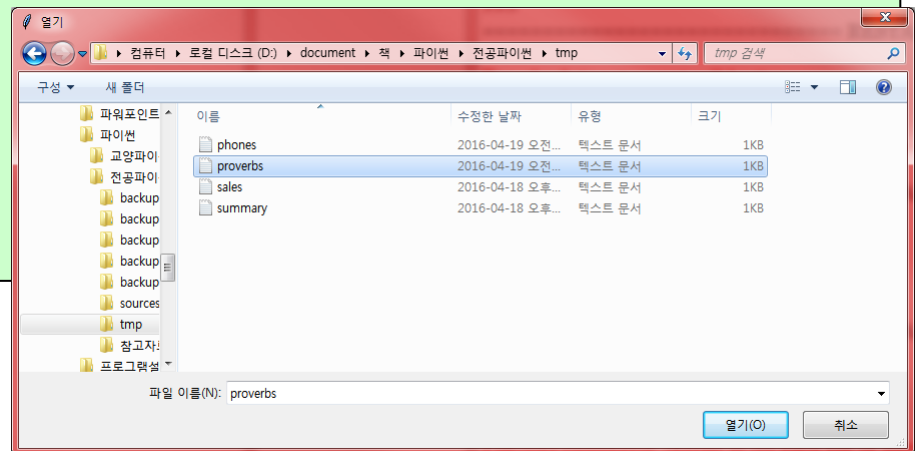 열기
컴퓨터 ▸ 로컬 디스크 (D:) ▸ document ▸ 책 ▸ 파이썬 ▸ 전공파이썬 ▸ tmp
tmp 검색
구성 새 폴더
파워포인트
파이썬
교양파이
전공파이
backup
backup
backup
backup
backup
sources
tmp
참고자
프로그램설
이름 수정한 날짜 유형 크기
phones 2016-04-19 오전... 텍스트 문서 1KB
proverbs 2016-04-19 오전... 텍스트 문서 1KB
sales 2016-04-18 오후... 텍스트 문서 1KB
summary 2016-04-18 오후... 텍스트 문서 1KB
파일 이름(N): proverbs
열기(O) 취소